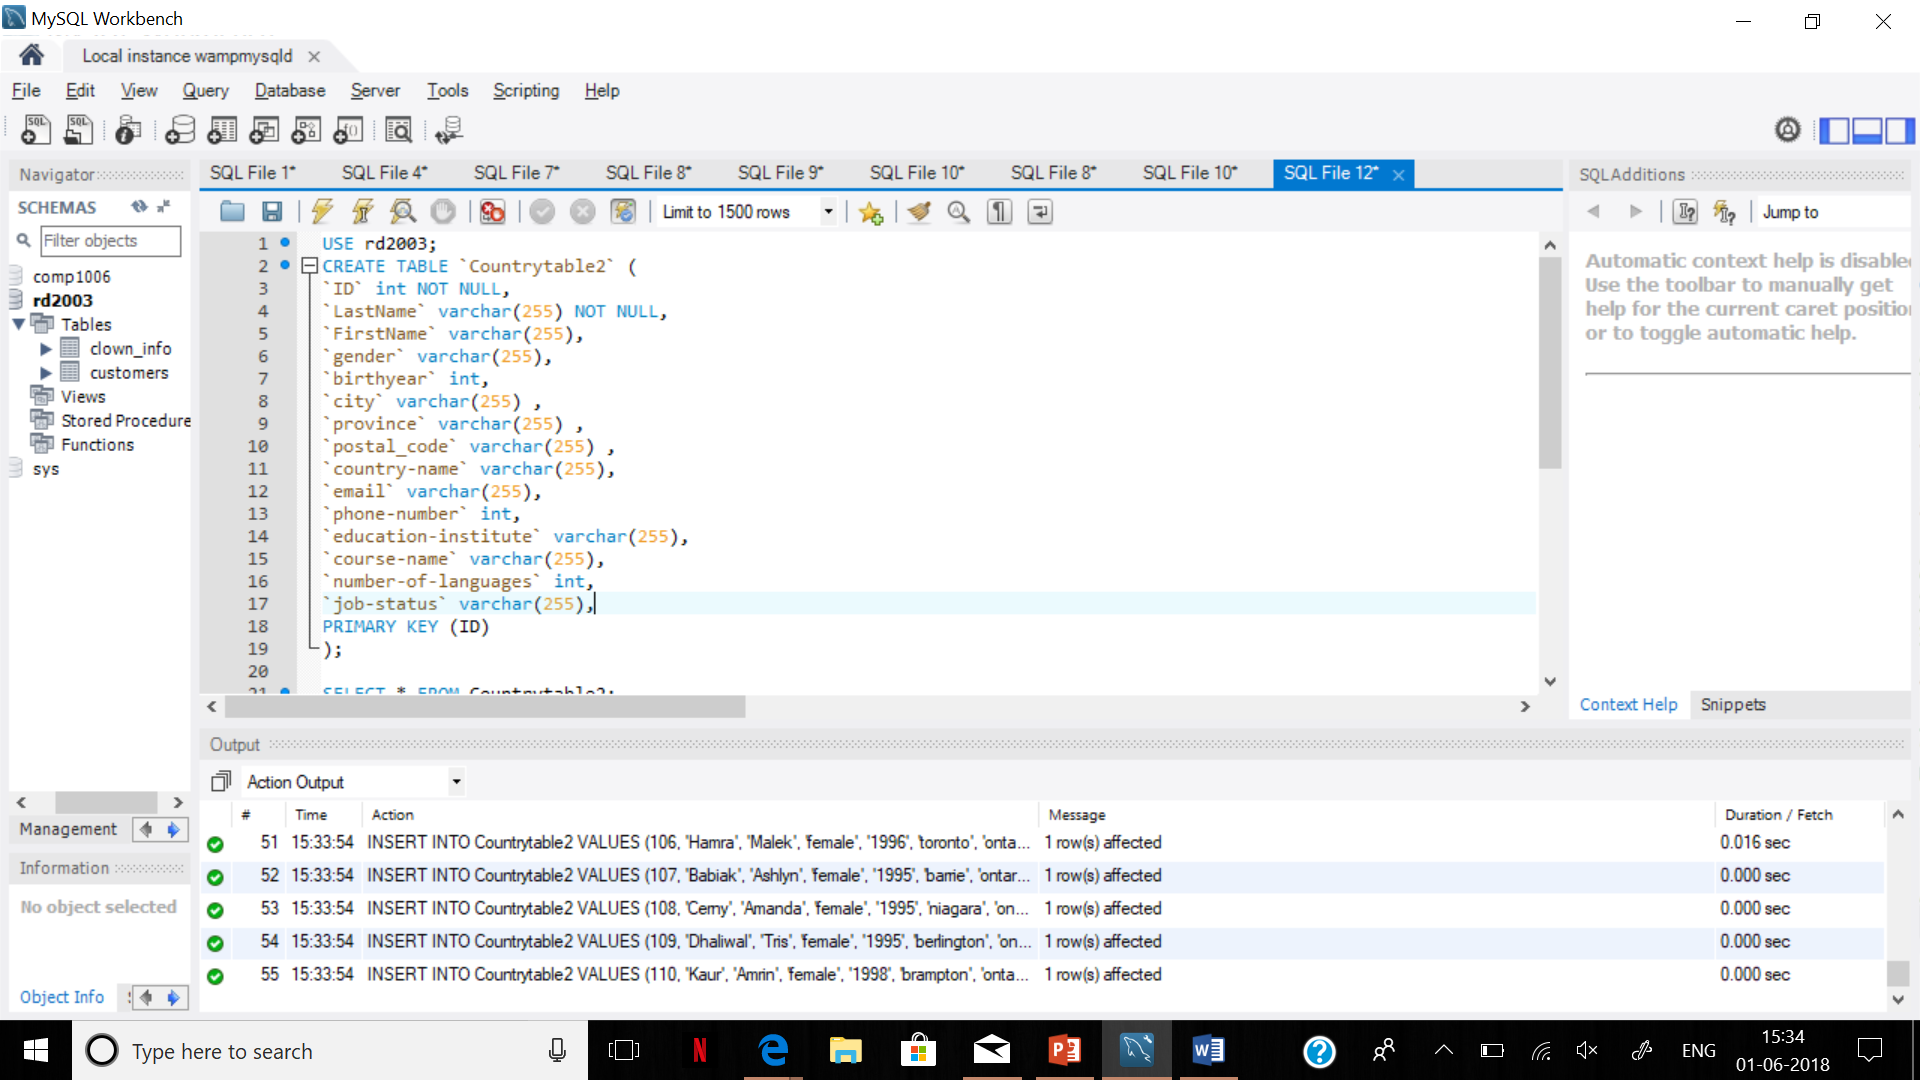 MySQL Workbench
Local instance wampmysqld
File Edit View Query Database Server Tools Scripting Help
Navigator
SCHEMAS
Filter objects
comp1006
rd2003
Tables
clown_info
customers
Views
Stored Procedure
Functions
sys
Management
Information
No object selected
Object Info
SQL File 1* SQL File 4* SQL File 7* SQL File 8* SQL File 9* SQL File 10* SQL File 8* SQL File 10* SQL File 12*
Limit to 1500 rows
1 USE rd2003;
2 CREATE TABLE `Countrytable2` (
3 `ID` int NOT NULL,
4 `LastName` varchar(255) NOT NULL,
5 `FirstName` varchar(255),
6 `gender` varchar(255),
7 `birthyear` int,
8 `city` varchar(255) ,
9 `province` varchar(255) ,
10 `postal_code` varchar(255) ,
11 `country-name` varchar(255),
12 `email` varchar(255),
13 `phone-number` int,
14 `education-institute` varchar(255),
15 `course-name` varchar(255),
16 `number-of-languages` int,
17 `job-status` varchar(255),
18 PRIMARY KEY (ID)
19 );
20
21 SELECT * FROM Countrytable2;
SQLAdditions
Jump to
Automatic context help is disable
Use the toolbar to manually get
help for the current caret position
or to toggle automatic help.
Context Help Snippets
Output
Action Output
# Time Action Message Duration / Fetch
51 15:33:54 INSERT INTO Countrytable2 VALUES (106, 'Hamra', 'Malek', 'female', '1996', 'toronto', 'onta... 1 row(s) affected 0.016 sec
52 15:33:54 INSERT INTO Countrytable2 VALUES (107, 'Babiak', 'Ashlyn', 'female', '1995', 'barrie', 'ontar... 1 row(s) affected 0.000 sec
53 15:33:54 INSERT INTO Countrytable2 VALUES (108, 'Cerny', 'Amanda', 'female', '1995', 'niagara', 'on... 1 row(s) affected 0.000 sec
54 15:33:54 INSERT INTO Countrytable2 VALUES (109, 'Dhaliwal', 'Tris', 'female', '1995', 'berlington', 'on... 1 row(s) affected 0.000 sec
55 15:33:54 INSERT INTO Countrytable2 VALUES (110, 'Kaur', 'Amrin', 'female', '1998', 'brampton', 'onta... 1 row(s) affected 0.000 sec
Type here to search
ENG
15:34
01-06-2018